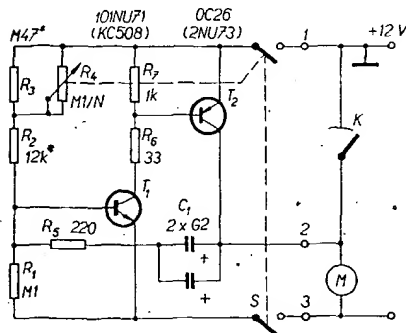 101NU71
(KC508)
OC26
(2NU73)
M47*
R3
R4
M1/N
R7
1k
T2
1
+12 V
R2
12k*
R6
33
K
T1
C1
2 x G2
R5 220
2
+
+
R1
M1
S
3
M